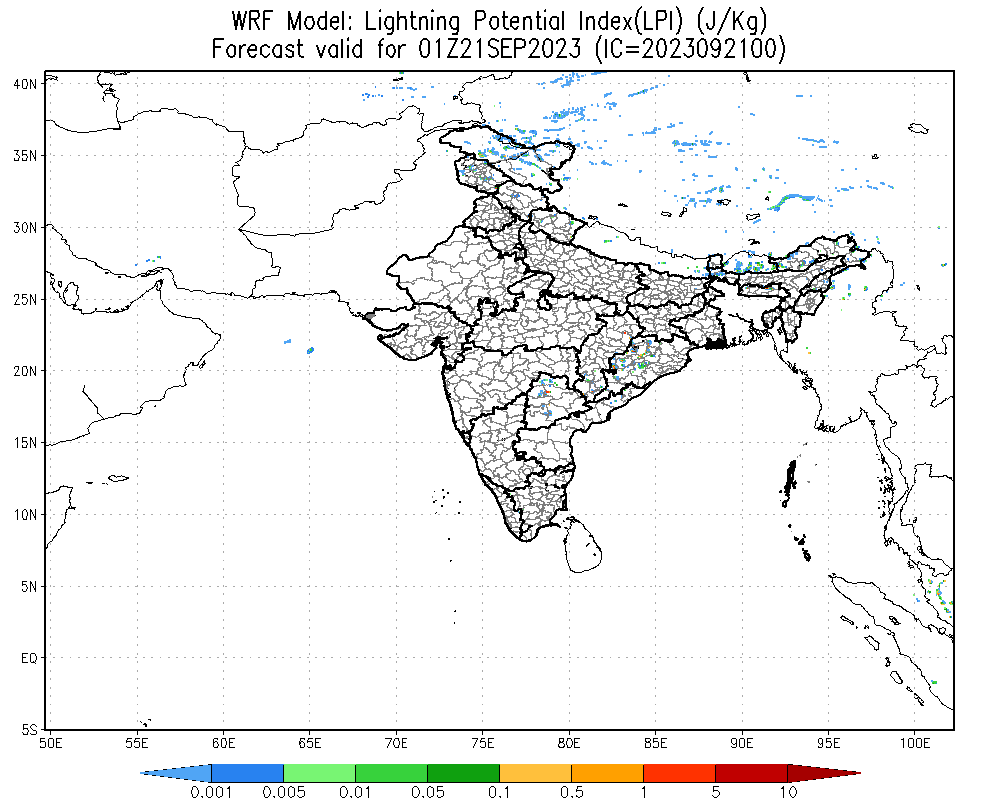 WRF Model: Lightning Potential Index(LPI) (J/Kg)
Forecast valid for 01Z21SEP2023 (IC=2023092100)
40N
35N
30N
25N
20N
15N
10N
5N
EQ
5S
50E 55E 60E 65E 70E 75E 80E 85E 90E 95E 100E
0.001 0.005 0.01 0.05 0.1 0.5 1 5 10